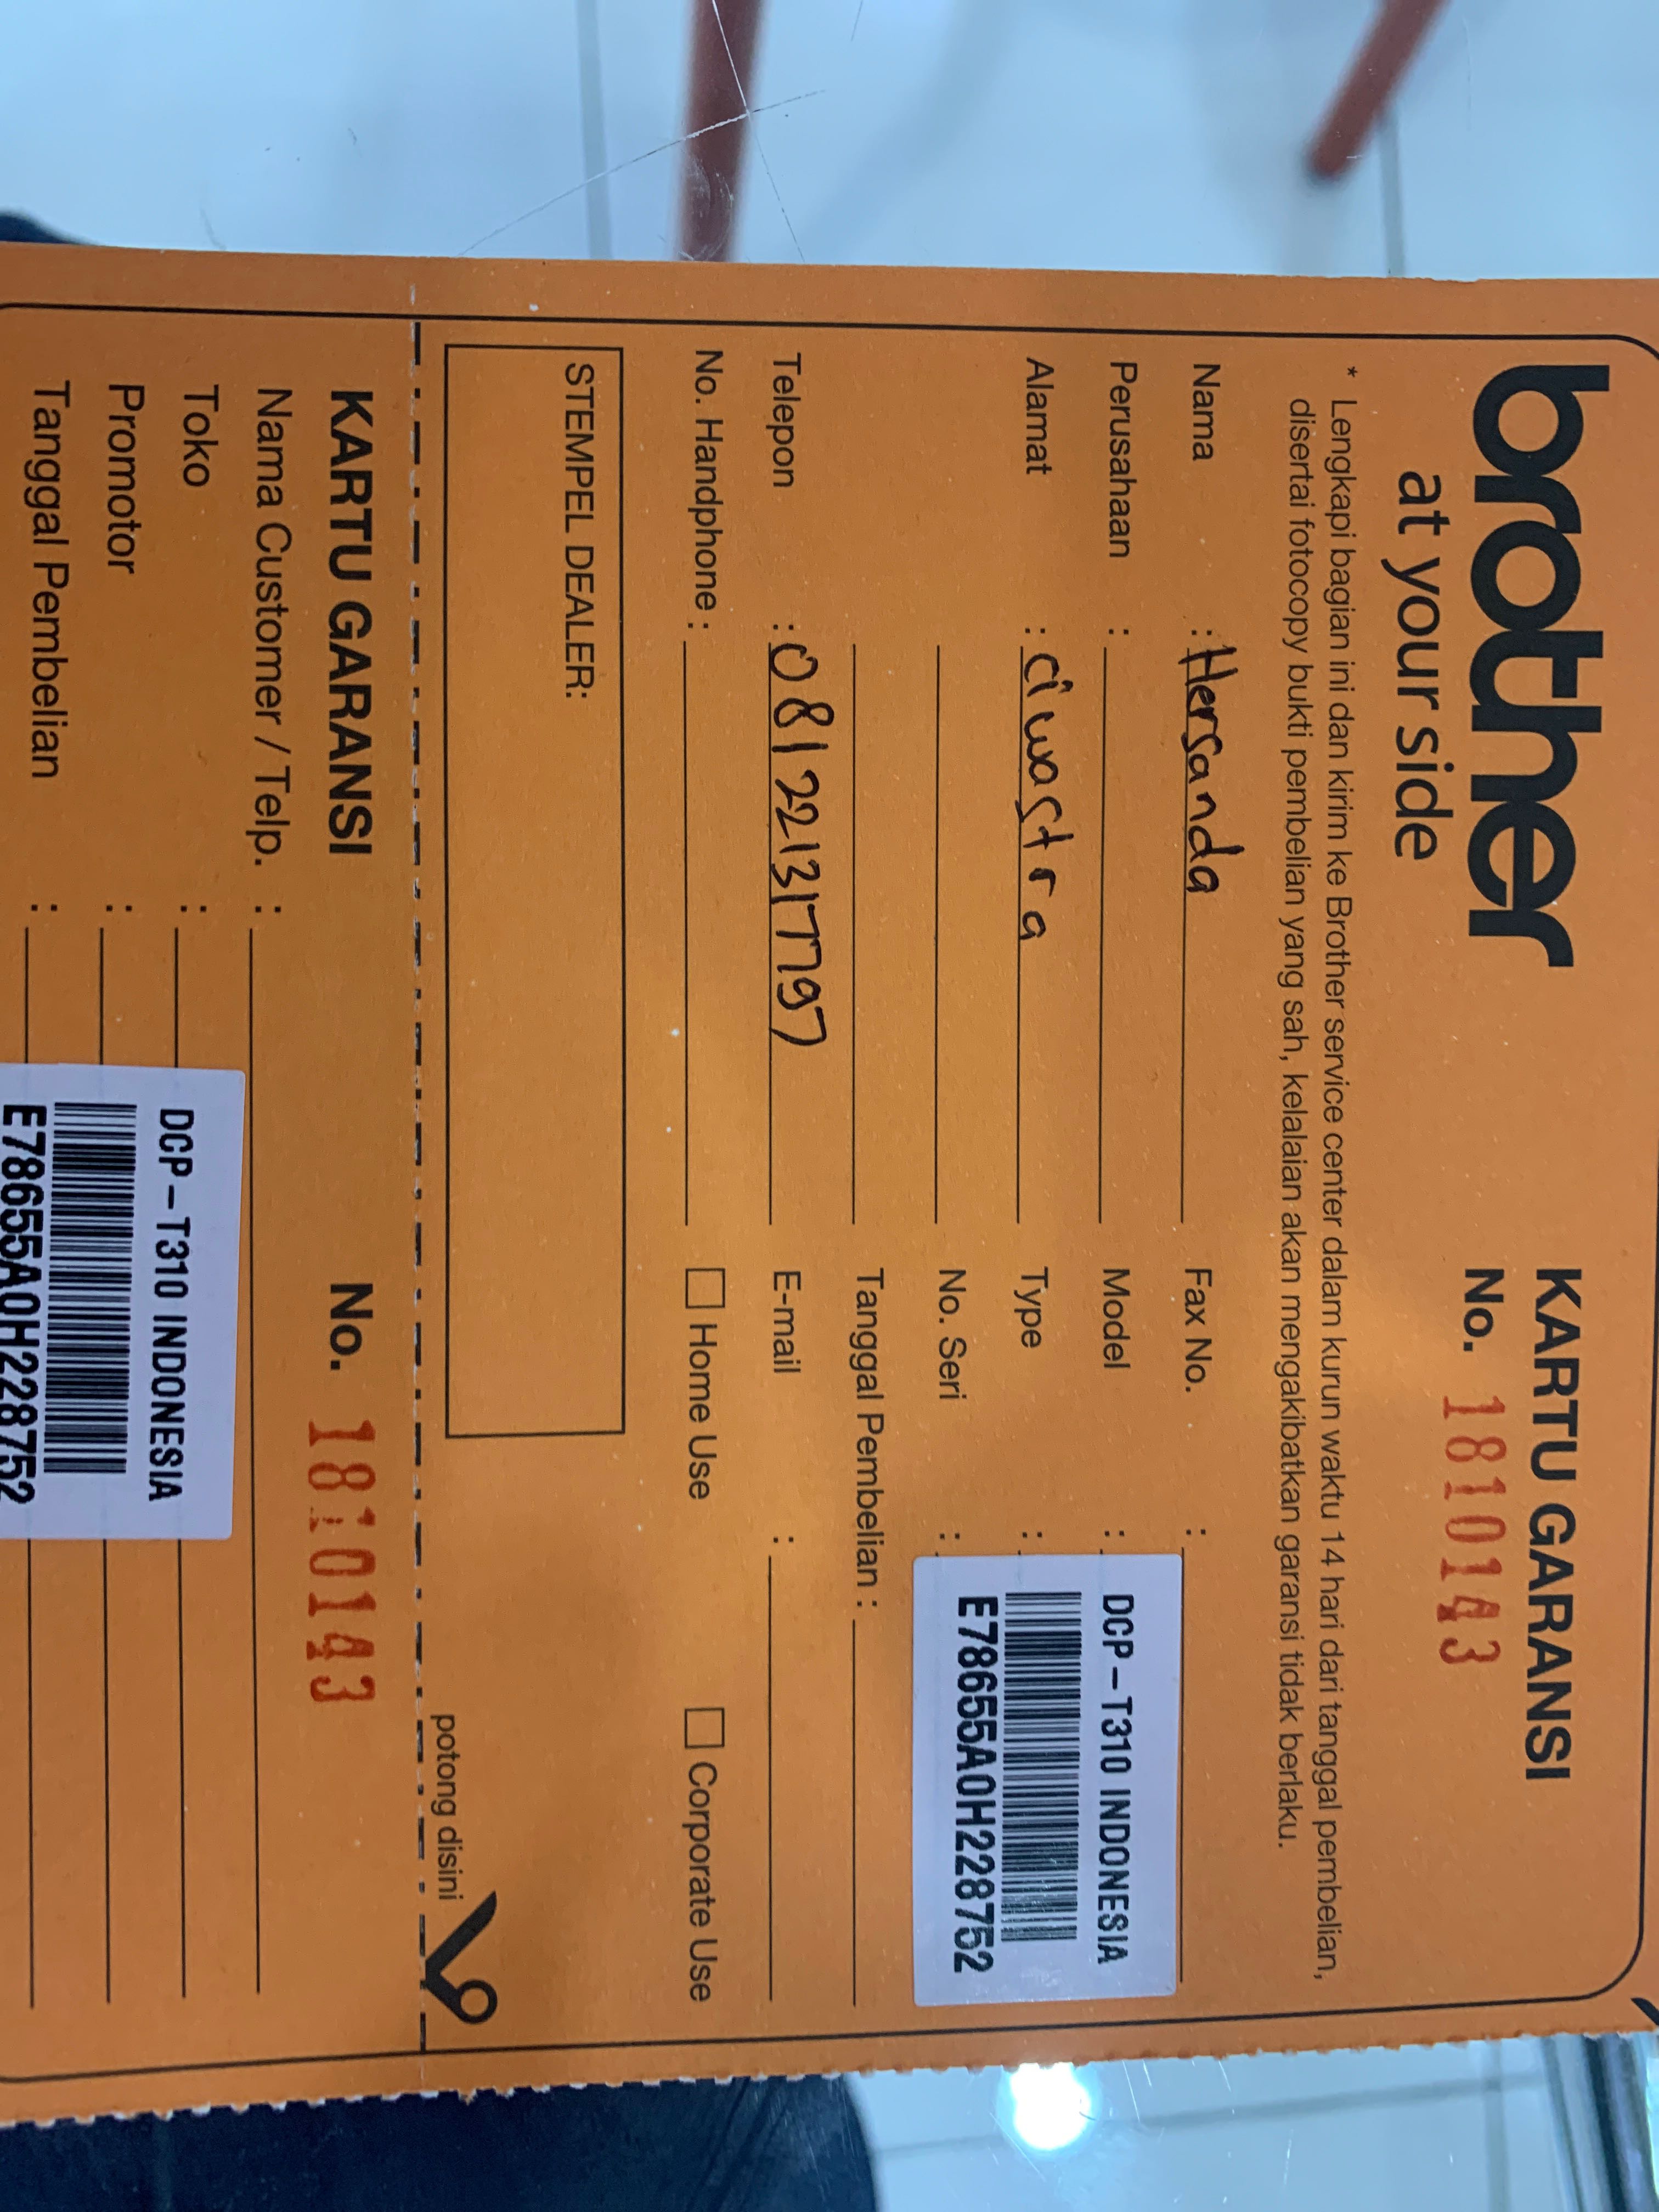 brother
at your side
KARTU GARANSI
No. 1810143
* Lengkapi bagian ini dan kirim ke Brother service center dalam kurun waktu 14 hari dari tanggal pembelian,
disertai fotocopy bukti pembelian yang sah, kelalaian akan mengakibatkan garansi tidak berlaku.
Nama : Hersanda
Fax No. :
Perusahaan :
Model :
Alamat : Ciwastra
Type :
No. Seri :
DCP-T310 INDONESIA
E78655A0H228752
Tanggal Pembelian :
Telepon : 081221317797
E-mail :
No. Handphone :
Home Use
Corporate Use
STEMPEL DEALER:
potong disini
KARTU GARANSI
No. 1810143
Nama Customer / Telp. :
Toko :
Promotor :
Tanggal Pembelian :
DCP-T310 INDONESIA
E78655A0H228752